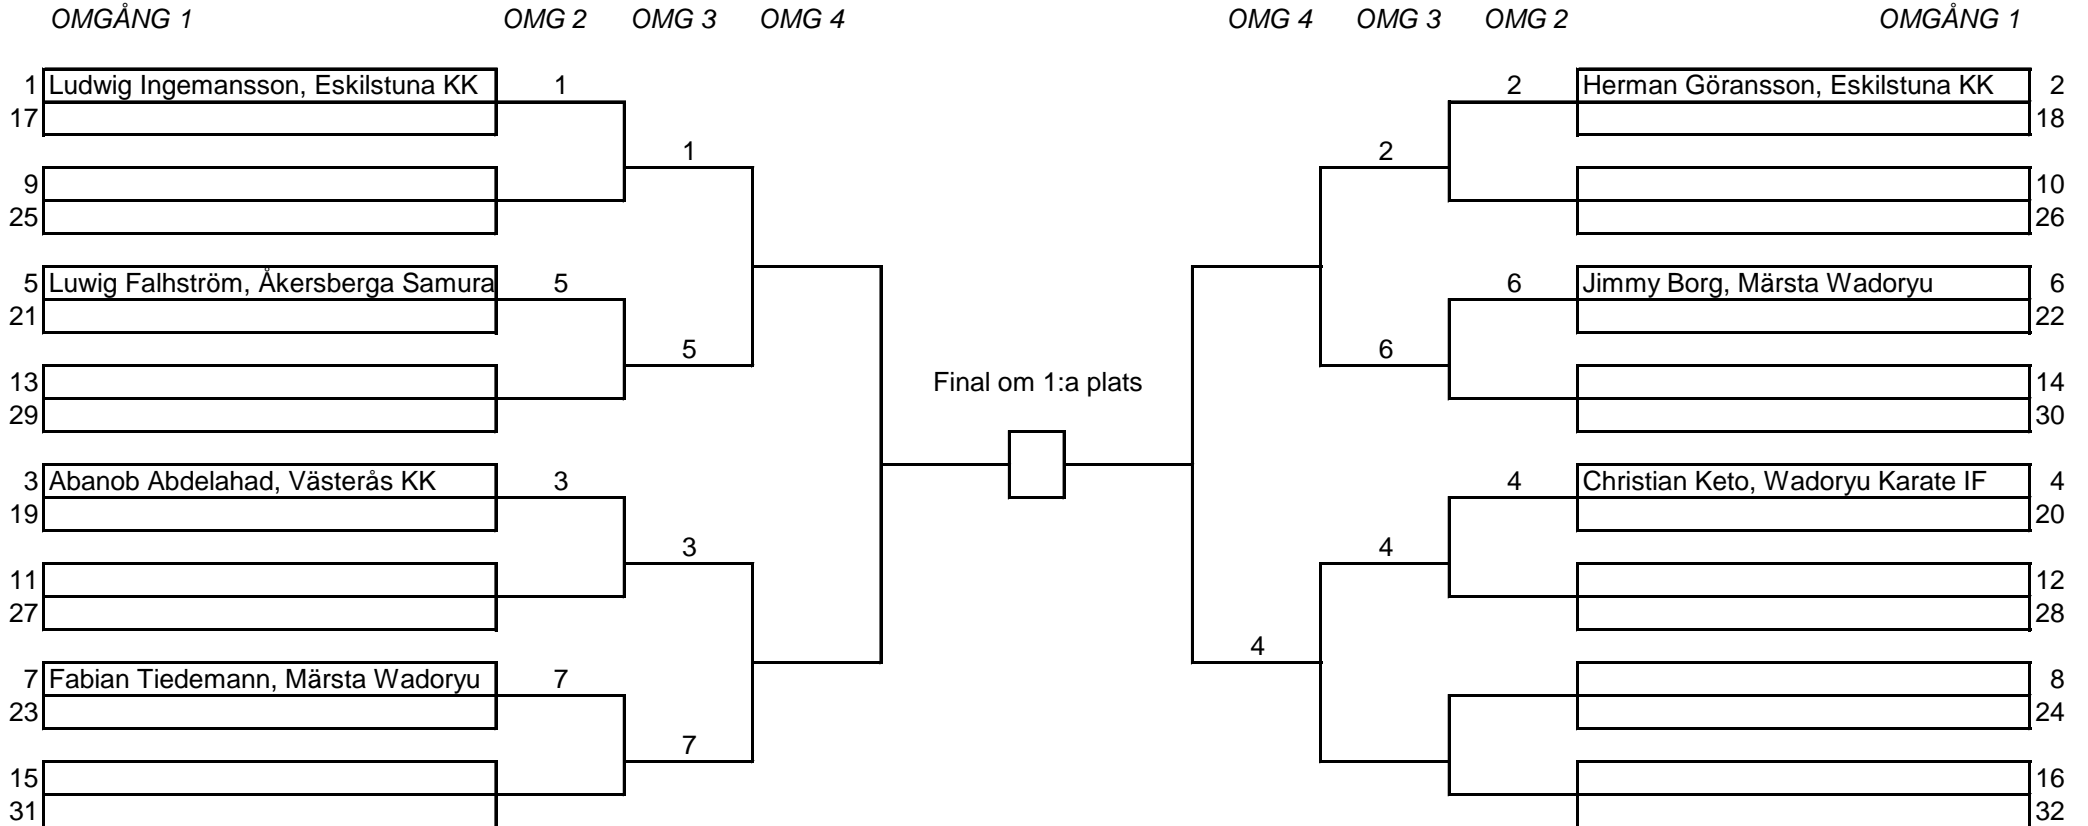 OMGÅNG 1 OMG 2 OMG 3 OMG 4 OMG 4 OMG 3 OMG 2 OMGÅNG 1
1 Ludwig Ingemansson, Eskilstuna KK 1 2 Herman Göransson, Eskilstuna KK 2
17 18
1 2
9 10
25 26
5 Luwig Falhström, Åkersberga Samura 5 6 Jimmy Borg, Märsta Wadoryu 6
21 22
5 6
13 Final om 1:a plats 14
29 30
3 Abanob Abdelahad, Västerås KK 3 4 Christian Keto, Wadoryu Karate IF 4
19 20
3 4
11 12
27 28
4
7 Fabian Tiedemann, Märsta Wadoryu 7 8
23 24
7
15 16
31 32